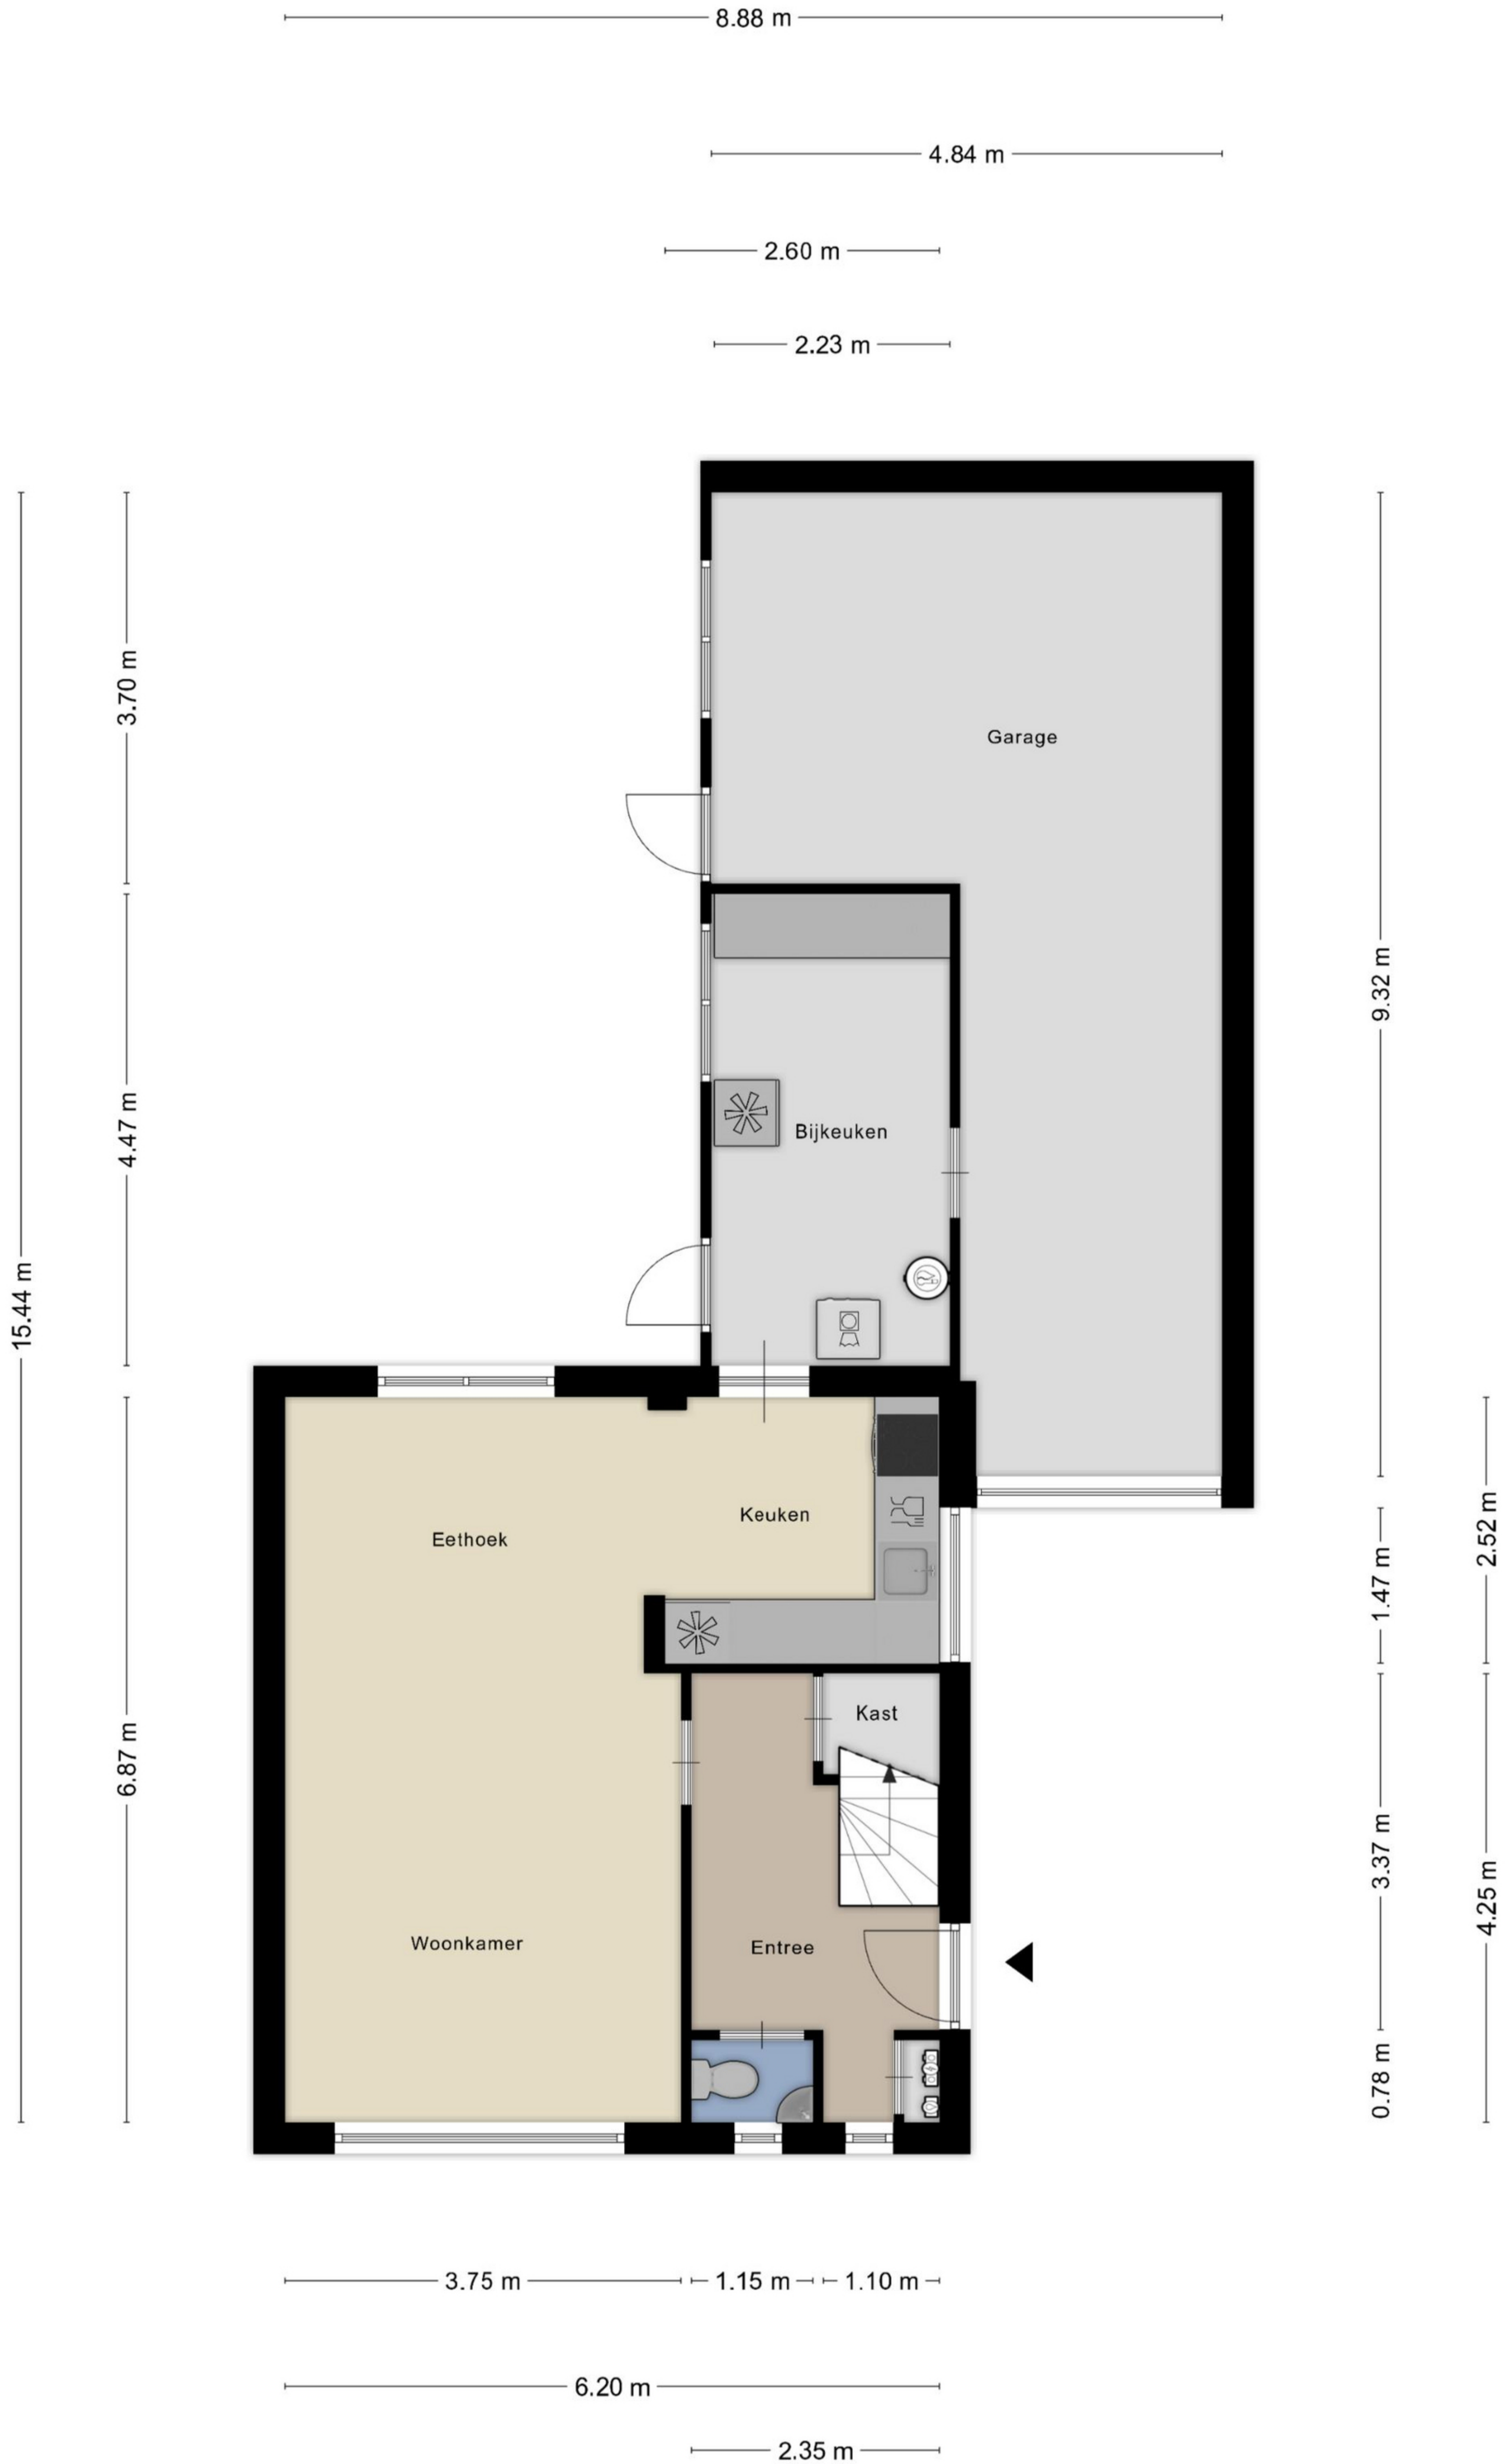 8.88 m
4.84 m
2.60 m
2.23 m
3.70 m
Garage
9.32 m
4.47 m
Bijkeuken
15.44 m
Keuken
Eethoek
2.52 m
1.47 m
Kast
6.87 m
3.37 m
4.25 m
Woonkamer
Entree
0.78 m
3.75 m
1.15 m
1.10 m
6.20 m
2.35 m